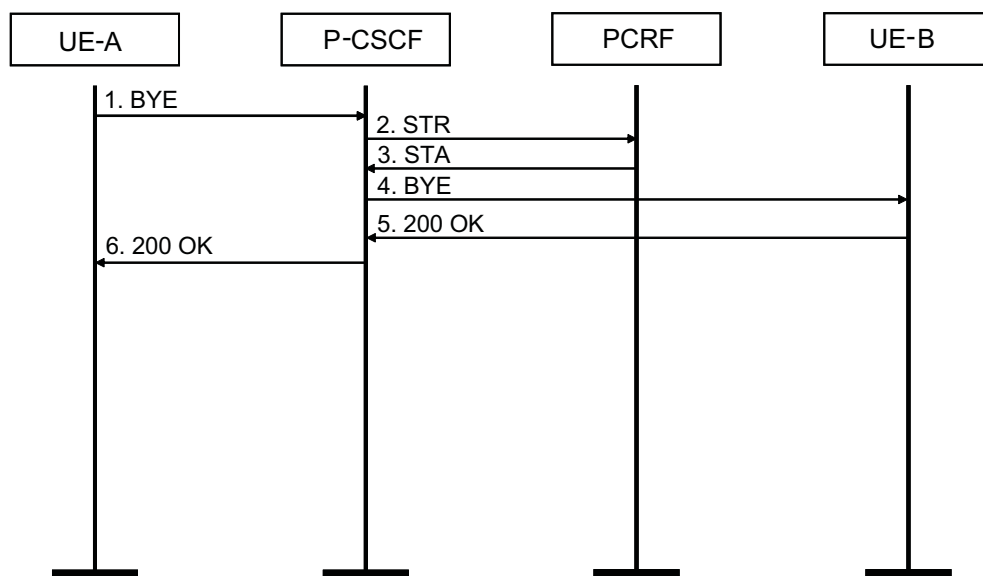 UE-A
P-CSCF
PCRF
UE-B
1. BYE
2. STR
3. STA
4. BYE
5. 200 OK
6. 200 OK